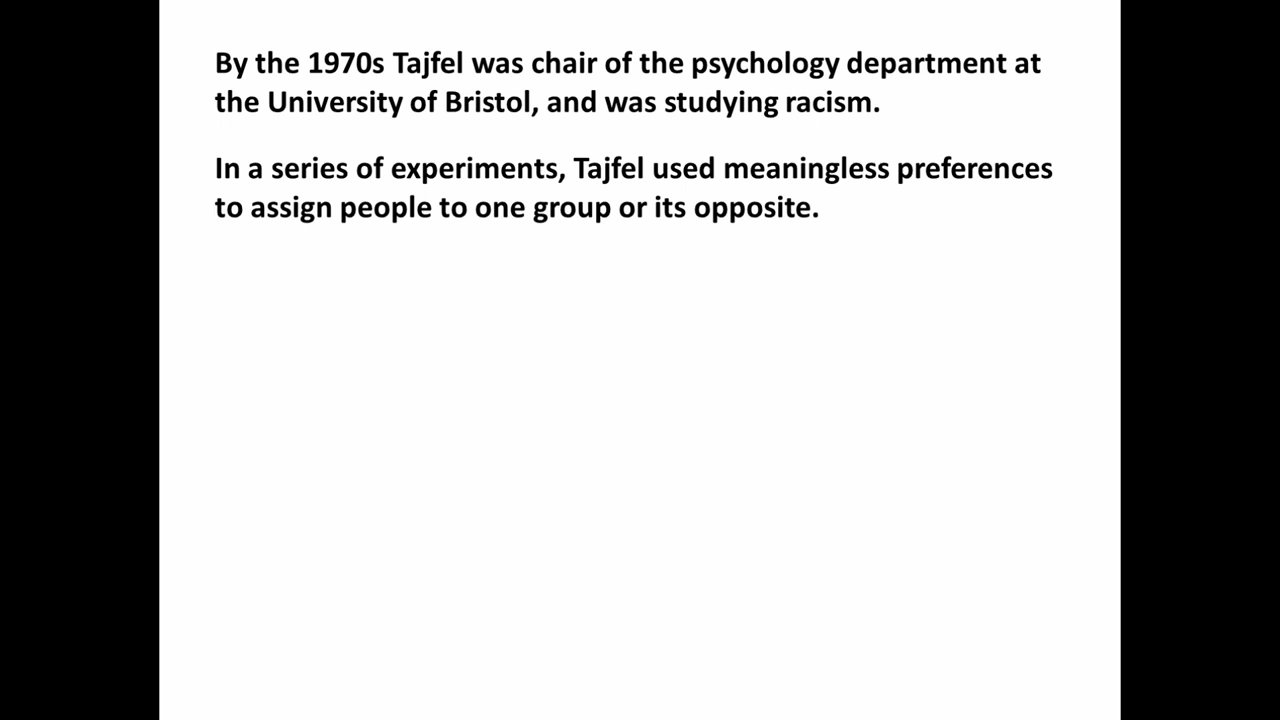 By the 1970s Tajfel was chair of the psychology department at
the University of Bristol, and was studying racism.
In a series of experiments, Tajfel used meaningless preferences
to assign people to one group or its opposite.